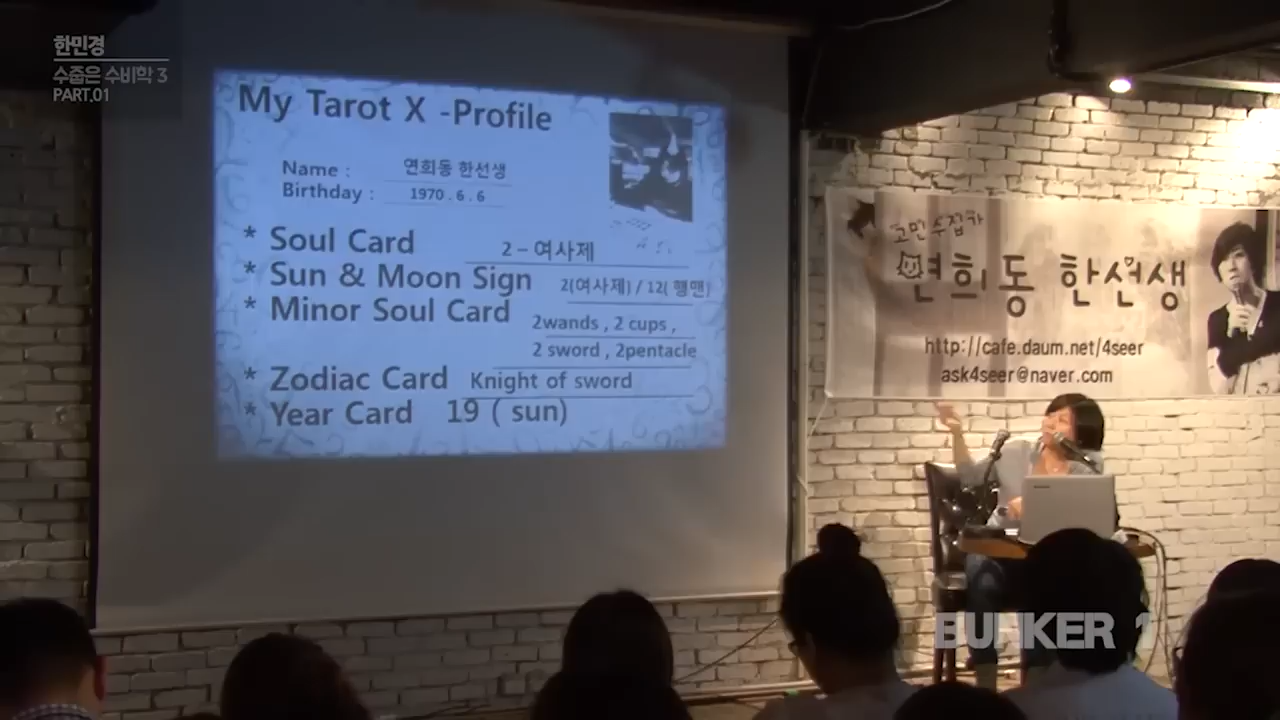 한민경
수줍은 수비학 3
PART.01
My Tarot X -Profile
Name : 연희동 한선생
Birthday : 1970 . 6 . 6
* Soul Card 2 - 여사제
* Sun & Moon Sign 2(여사제) / 12( 행맨)
* Minor Soul Card 2wands , 2 cups ,
2 sword , 2pentacle
* Zodiac Card Knight of sword
* Year Card 19 ( sun)
고민수집가
연희동 한선생
http://cafe.daum.net/4seer
ask4seer@naver.com
BUNKER 1